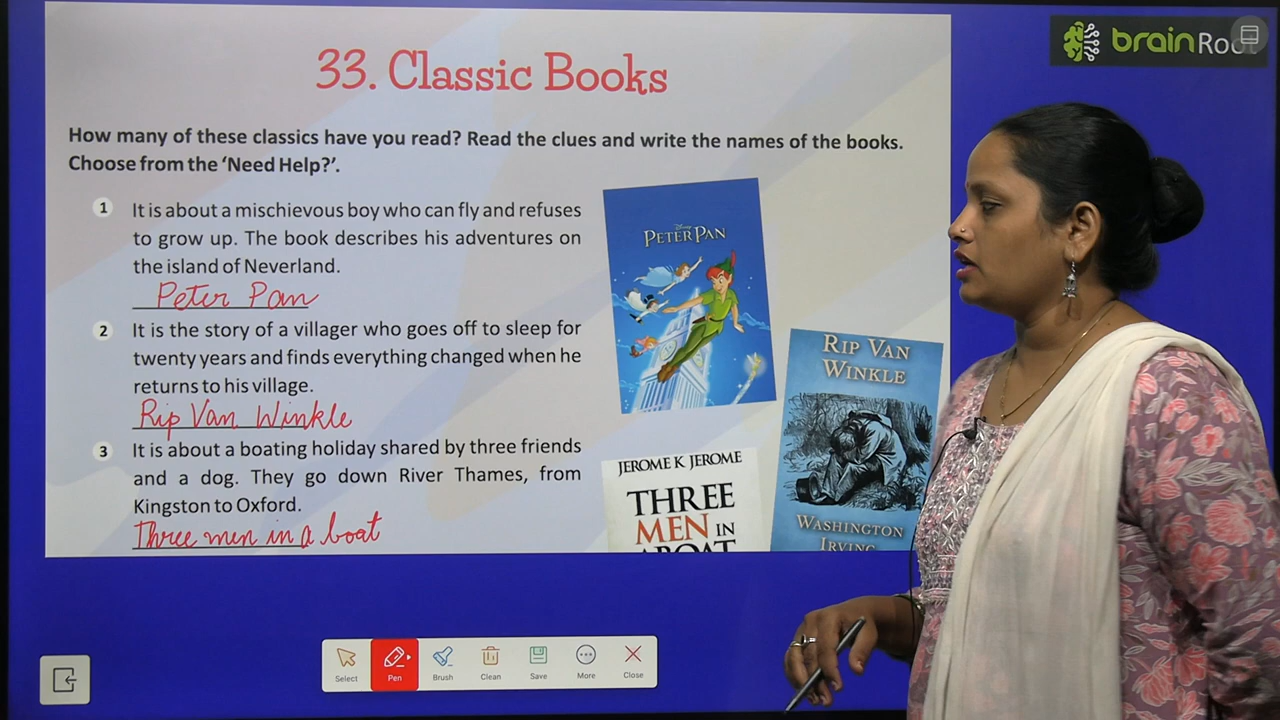 brainRoot
33. Classic Books
How many of these classics have you read? Read the clues and write the names of the books.
Choose from the ‘Need Help?’.
1 It is about a mischievous boy who can fly and refuses
to grow up. The book describes his adventures on
the island of Neverland.
Peter Pan
2 It is the story of a villager who goes off to sleep for
twenty years and finds everything changed when he
returns to his village.
Rip Van Winkle
3 It is about a boating holiday shared by three friends
and a dog. They go down River Thames, from
Kingston to Oxford.
Three men in a boat
Disney
PETER PAN
RIP VAN
WINKLE
WASHINGTON
IRVING
JEROME K. JEROME
THREE
MEN IN
A BOAT
Select Pen Brush Clean Save More Close